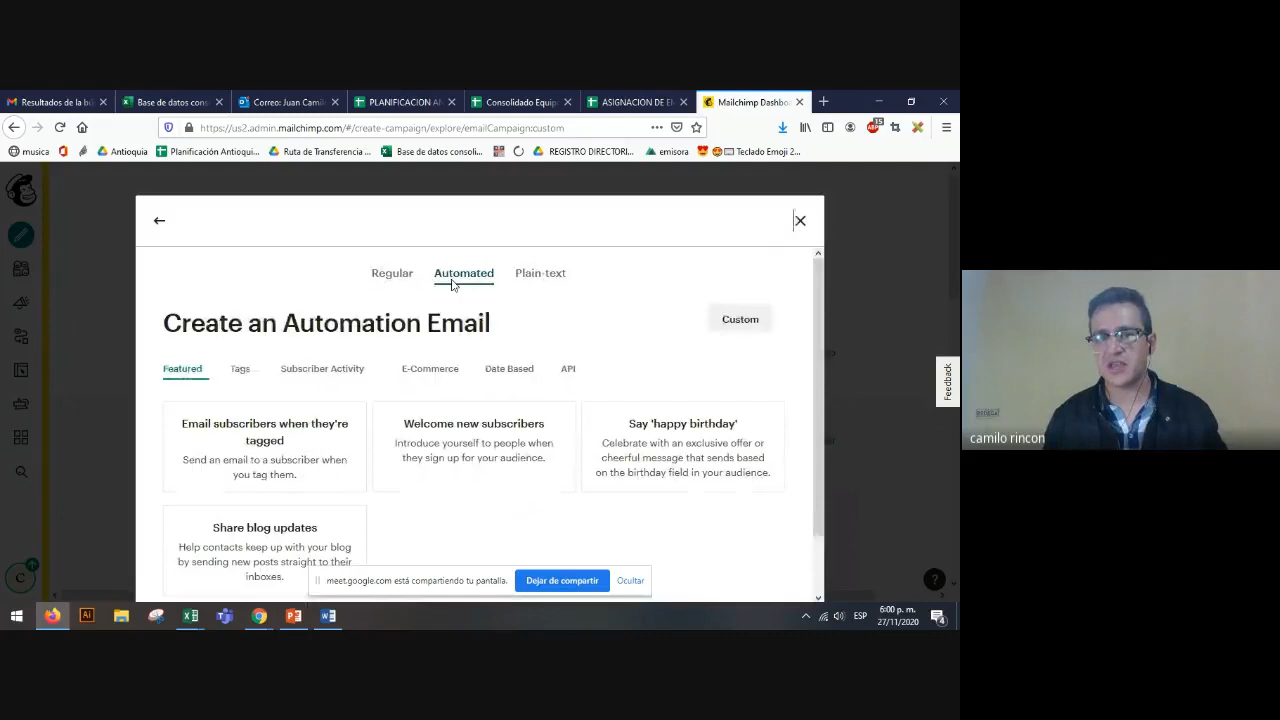 Resultados de la bú
Base de datos cons
Correo: Juan Camil
PLANIFICACION AN
Consolidado Equip
ASIGNACION DE EM
Mailchimp Dashbo
https://us2.admin.mailchimp.com/#/create-campaign/explore/emailCampaign:custom
15
ABP
musica
Antioquia
Planificación Antioqui...
Ruta de Transferencia ...
Base de datos consoli...
REGISTRO DIRECTORI...
emisora
Teclado Emoji 2...
Regular
Automated
Plain-text
Create an Automation Email
Custom
Featured
Tags
Subscriber Activity
E-Commerce
Date Based
API
Email subscribers when they're
tagged
Send an email to a subscriber when
you tag them.
Welcome new subscribers
Introduce yourself to people when
they sign up for your audience.
Say 'happy birthday'
Celebrate with an exclusive offer or
cheerful message that sends based
on the birthday field in your audience.
Share blog updates
Help contacts keep up with your blog
by sending new posts straight to their
inboxes.
Feedback
C
?
meet.google.com está compartiendo tu pantalla.
Dejar de compartir
Ocultar
Ai
ESP
6:00 p. m.
27/11/2020
4
camilo rincon